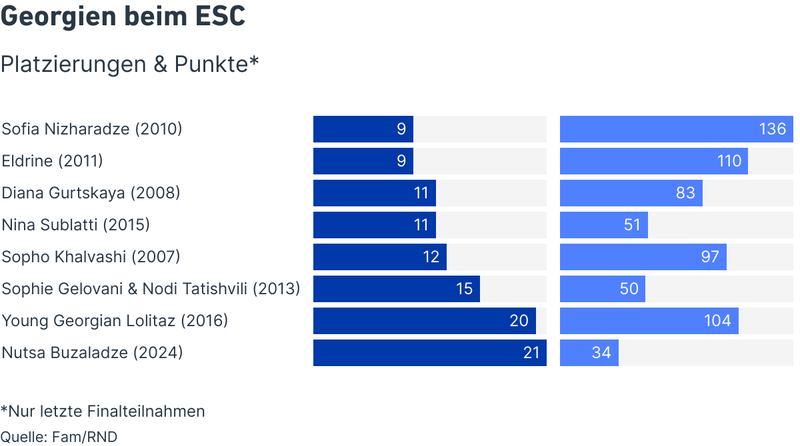 Georgien beim ESC
Platzierungen & Punkte*
Sofia Nizharadze (2010) 9 136
Eldrine (2011) 9 110
Diana Gurtskaya (2008) 11 83
Nina Sublatti (2015) 11 51
Sopho Khalvashi (2007) 12 97
Sophie Gelovani & Nodi Tatishvili (2013) 15 50
Young Georgian Lolitaz (2016) 20 104
Nutsa Buzaladze (2024) 21 34
*Nur letzte Finalteilnahmen
Quelle: Fam/RND